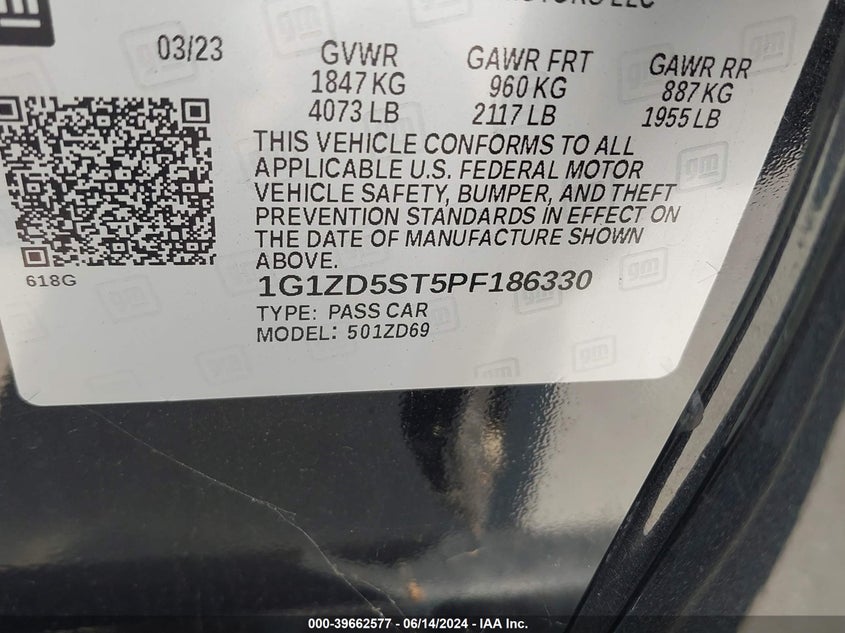 gm
MOTORS LLC
03/23
GVWR GAWR FRT GAWR RR
1847 KG 960 KG 887 KG
4073 LB 2117 LB 1955 LB
THIS VEHICLE CONFORMS TO ALL
APPLICABLE U.S. FEDERAL MOTOR
VEHICLE SAFETY, BUMPER, AND THEFT
PREVENTION STANDARDS IN EFFECT ON
THE DATE OF MANUFACTURE SHOWN
ABOVE.
618G
1G1ZD5ST5PF186330
TYPE: PASS CAR
MODEL: 501ZD69
000-39662577 - 06/14/2024 - IAA Inc.